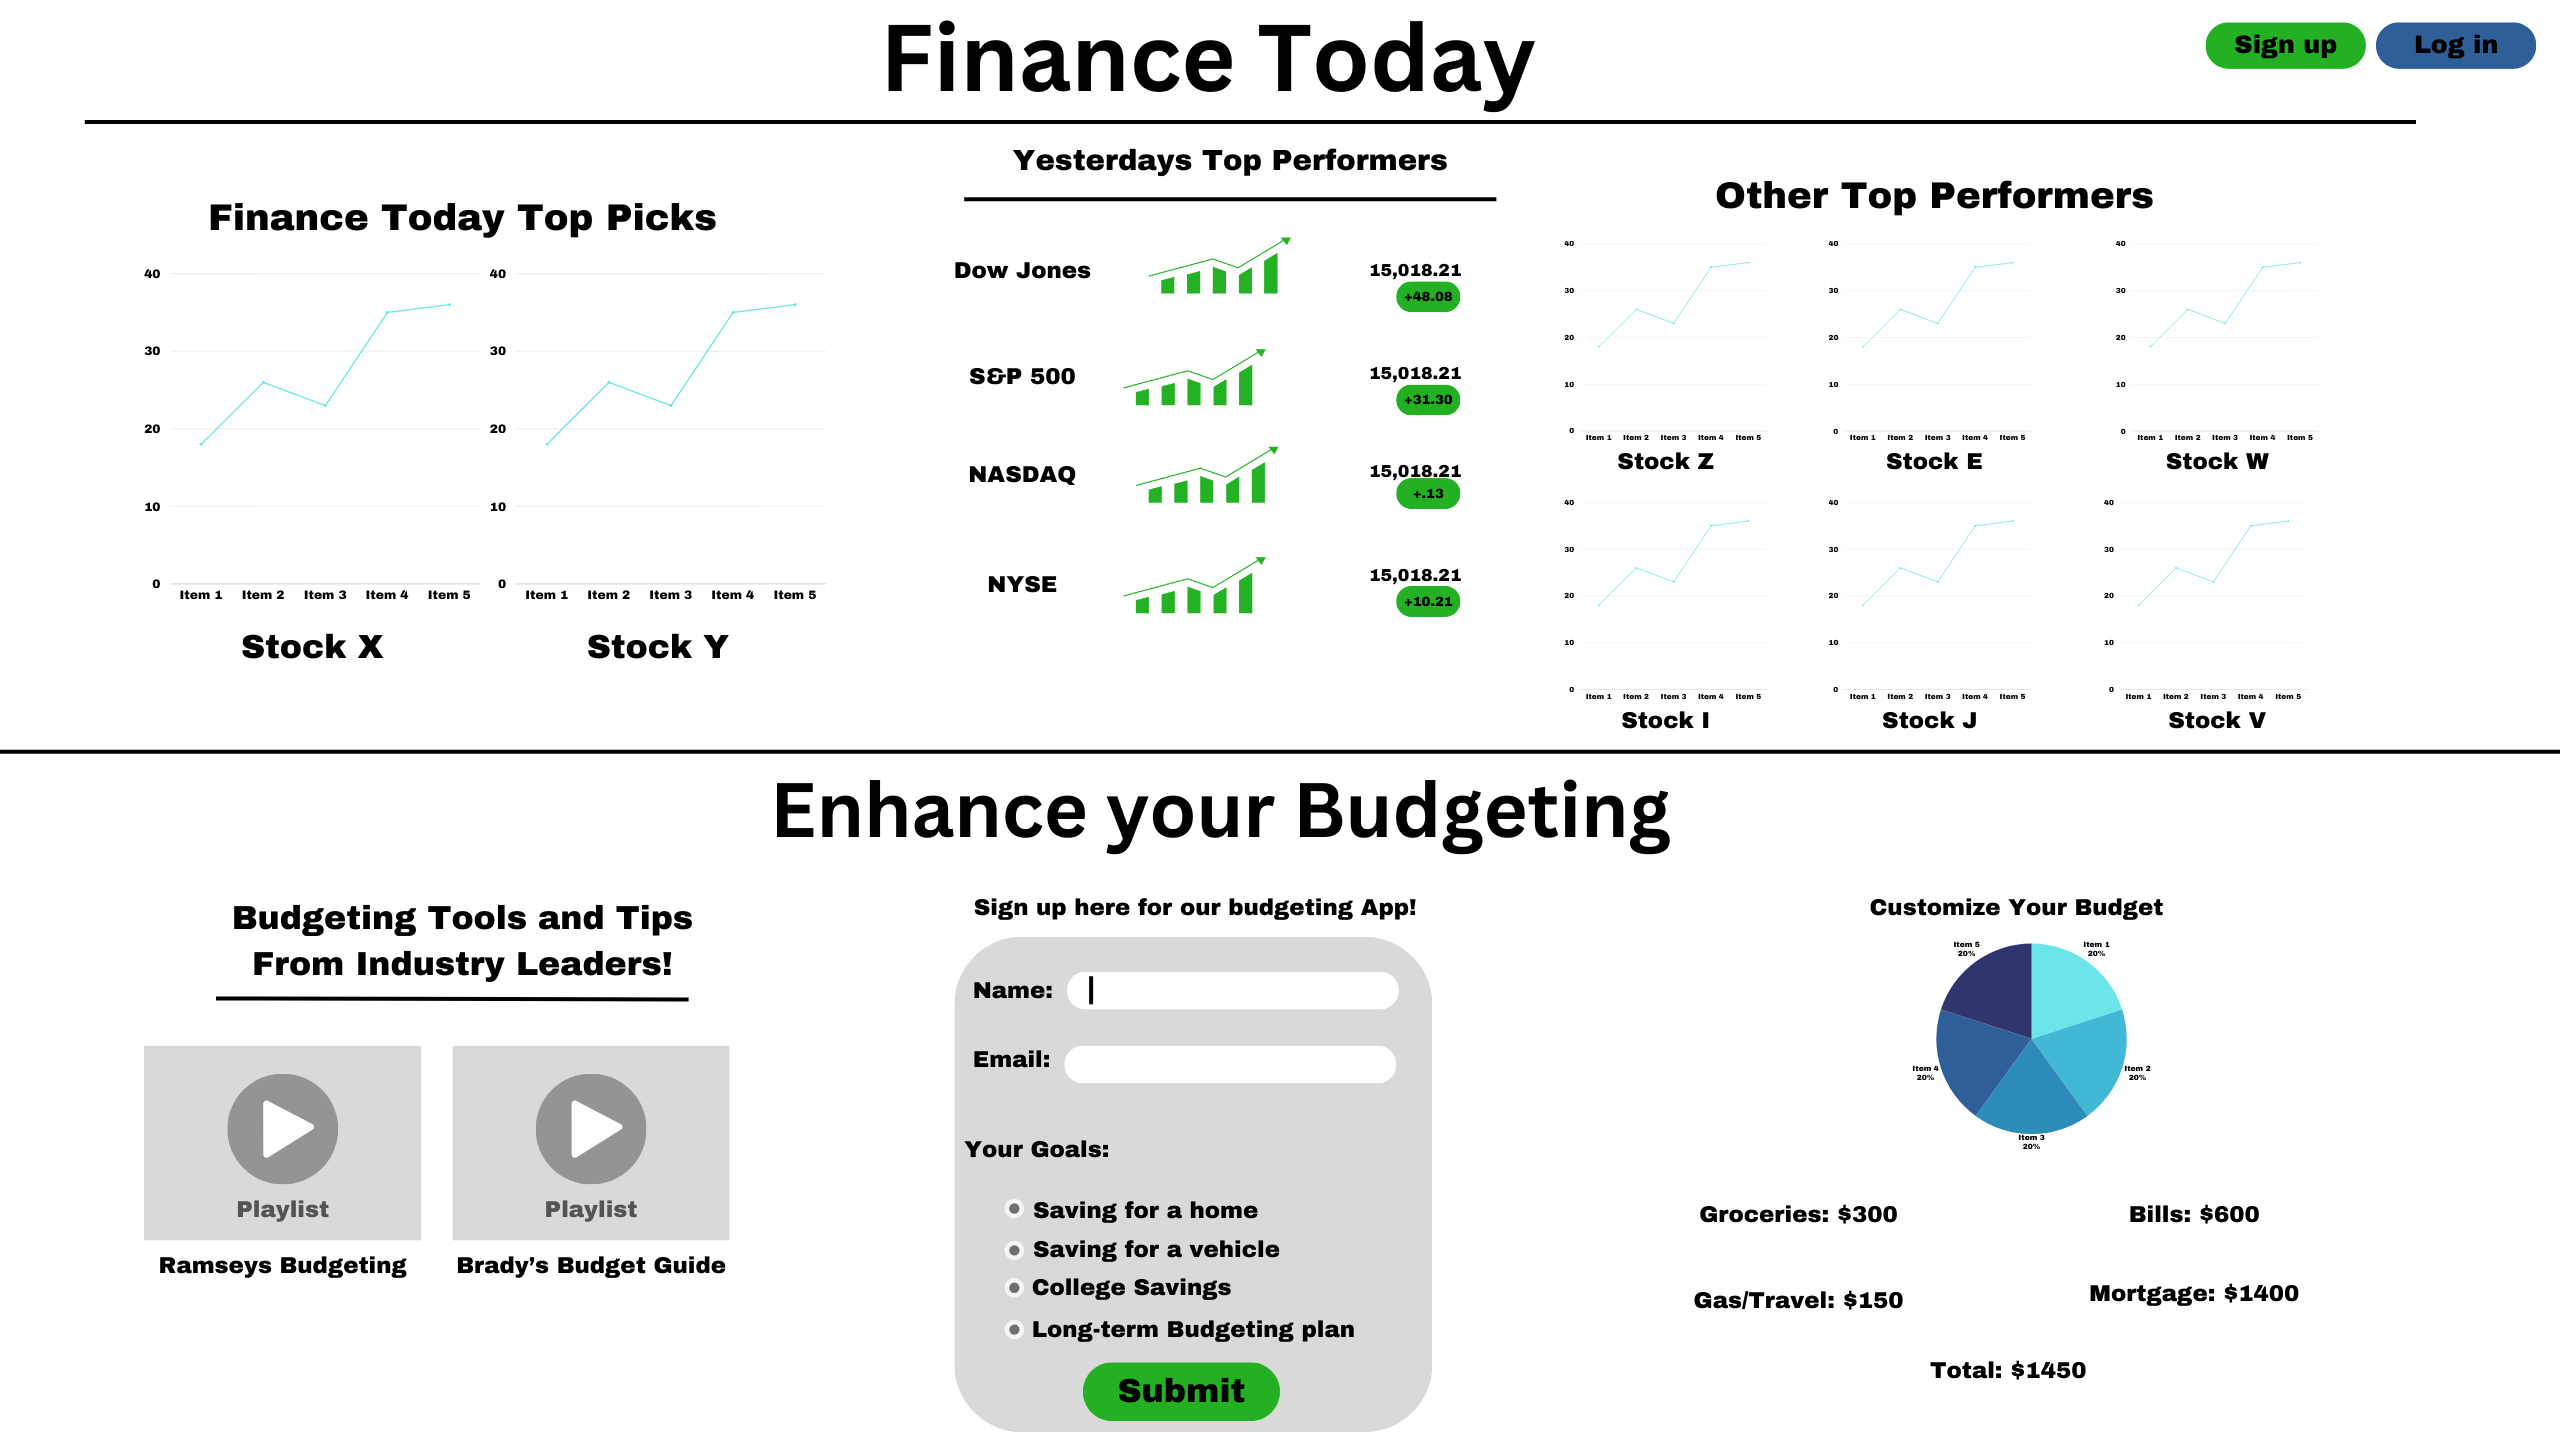 Finance Today
Sign up
Log in
Finance Today Top Picks
40
30
20
10
0
Item 1 Item 2 Item 3 Item 4 Item 5
Stock X
40
30
20
10
0
Item 1 Item 2 Item 3 Item 4 Item 5
Stock Y
Yesterdays Top Performers
Dow Jones
15,018.21
+48.08
S&P 500
15,018.21
+31.30
NASDAQ
15,018.21
+.13
NYSE
15,018.21
+10.21
Other Top Performers
40
30
20
10
0
Item 1 Item 2 Item 3 Item 4 Item 5
Stock Z
40
30
20
10
0
Item 1 Item 2 Item 3 Item 4 Item 5
Stock E
40
30
20
10
0
Item 1 Item 2 Item 3 Item 4 Item 5
Stock W
40
30
20
10
0
Item 1 Item 2 Item 3 Item 4 Item 5
Stock I
40
30
20
10
0
Item 1 Item 2 Item 3 Item 4 Item 5
Stock J
40
30
20
10
0
Item 1 Item 2 Item 3 Item 4 Item 5
Stock V
Enhance your Budgeting
Budgeting Tools and Tips
From Industry Leaders!
Playlist
Ramseys Budgeting
Playlist
Brady’s Budget Guide
Sign up here for our budgeting App!
Name:
Email:
Your Goals:
Saving for a home
Saving for a vehicle
College Savings
Long-term Budgeting plan
Submit
Customize Your Budget
Item 5
20%
Item 1
20%
Item 4
20%
Item 2
20%
Item 3
20%
Groceries: $300
Bills: $600
Gas/Travel: $150
Mortgage: $1400
Total: $1450